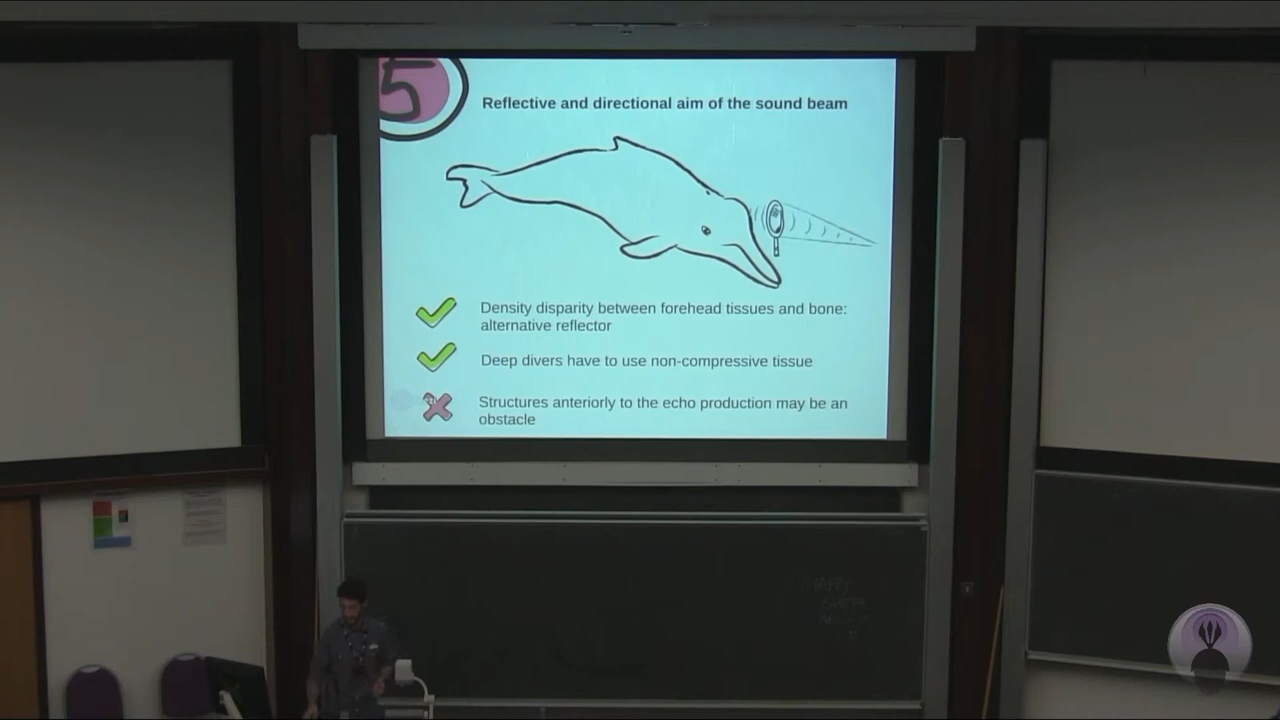 5
Reflective and directional aim of the sound beam
Density disparity between forehead tissues and bone:
alternative reflector
Deep divers have to use non-compressive tissue
Structures anteriorly to the echo production may be an
obstacle
HAPPY